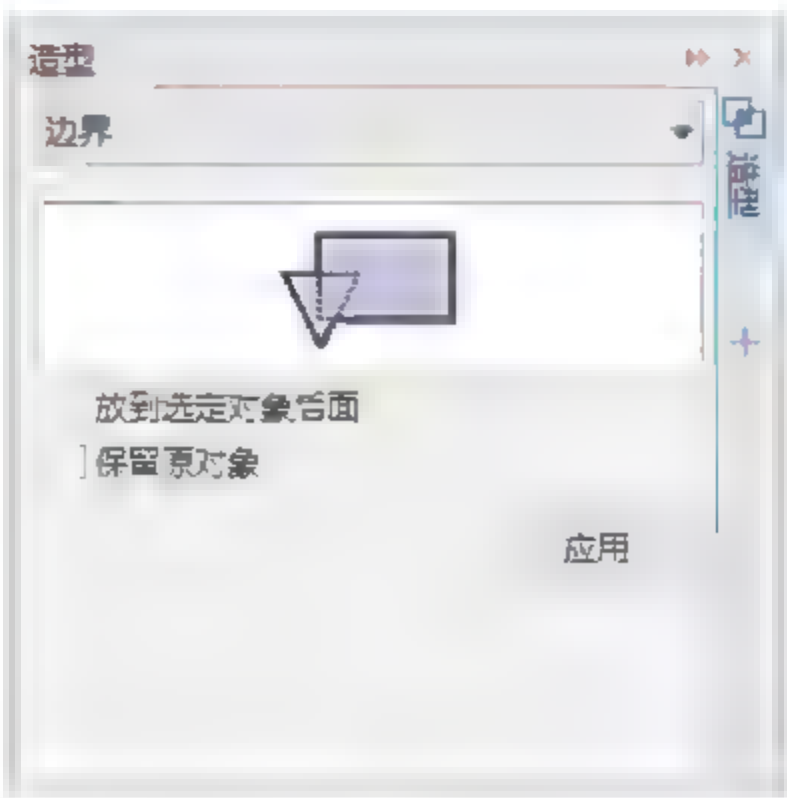 造型
边界
造型
放到选定对象后面
保留原对象
应用